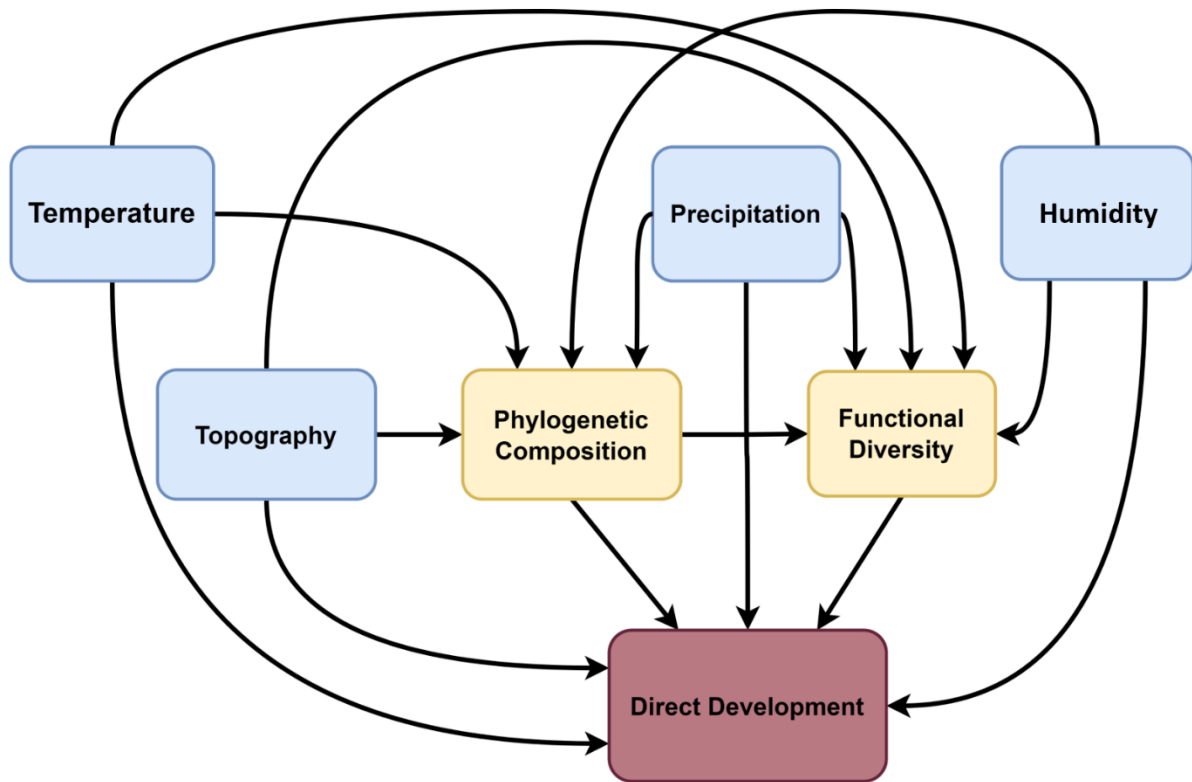 Temperature
Precipitation
Humidity
Topography
Phylogenetic
Composition
Functional
Diversity
Direct Development